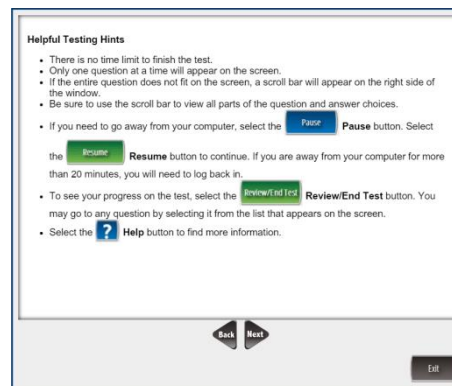 Helpful Testing Hints
• There is no time limit to finish the test.
• Only one question at a time will appear on the screen.
• If the entire question does not fit on the screen, a scroll bar will appear on the right side of
the window.
• Be sure to use the scroll bar to view all parts of the question and answer choices.
• If you need to go away from your computer, select the Pause Pause button. Select
the Resume Resume button to continue. If you are away from your computer for more
than 20 minutes, you will need to log back in.
• To see your progress on the test, select the Review/End Test Review/End Test button. You
may go to any question by selecting it from the list that appears on the screen.
• Select the ? Help button to find more information.
Back Next
Exit